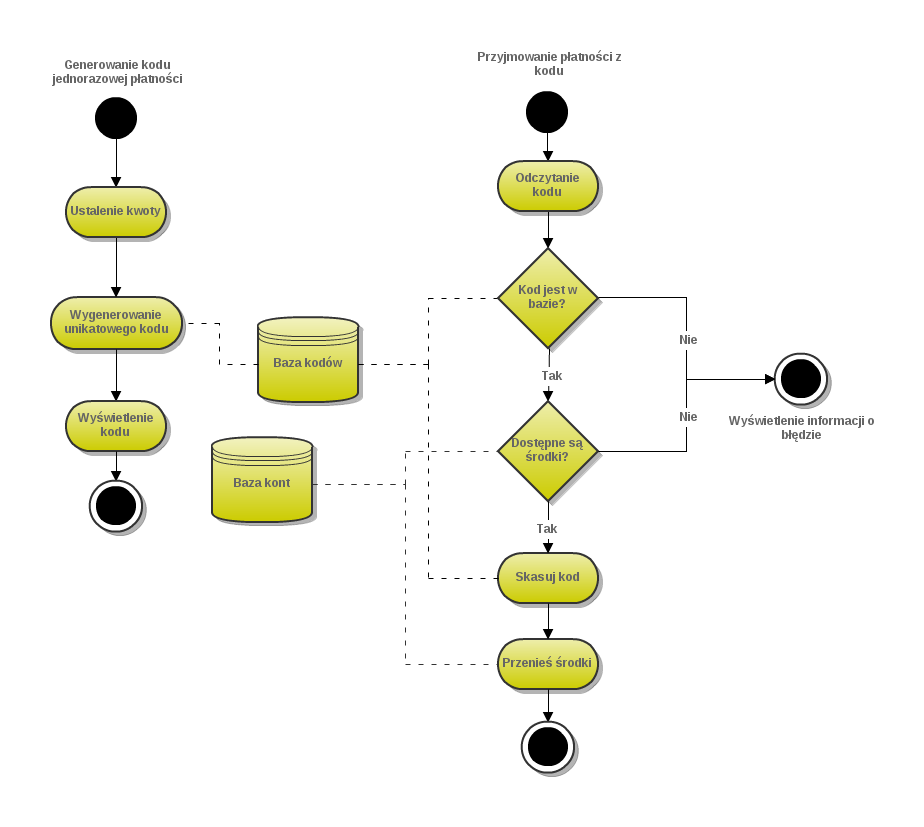 Generowanie kodu
jednorazowej płatności
Ustalenie kwoty
Wygenerowanie
unikatowego kodu
Wyświetlenie
kodu
Baza kodów
Baza kont
Przyjmowanie płatności z
kodu
Odczytanie
kodu
Kod jest w
bazie?
Nie
Tak
Dostępne są
środki?
Nie
Wyświetlenie informacji o
błędzie
Tak
Skasuj kod
Przenieś środki